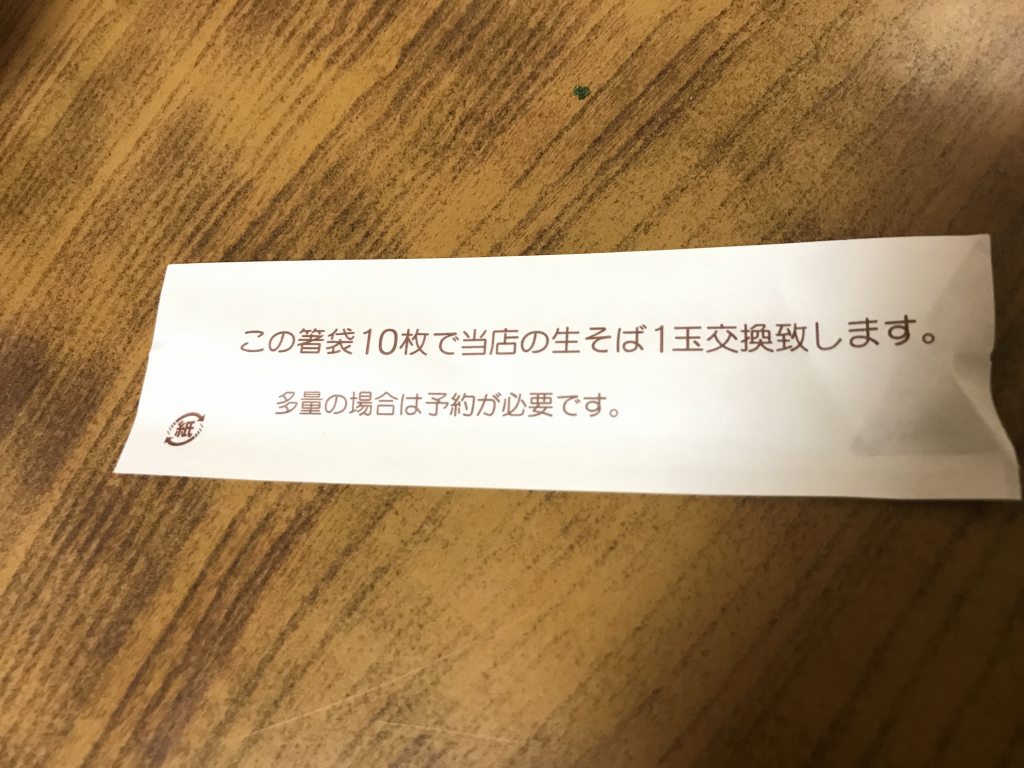 この箸袋10枚で当店の生そば1玉交換致します。
多量の場合は予約が必要です。
紙